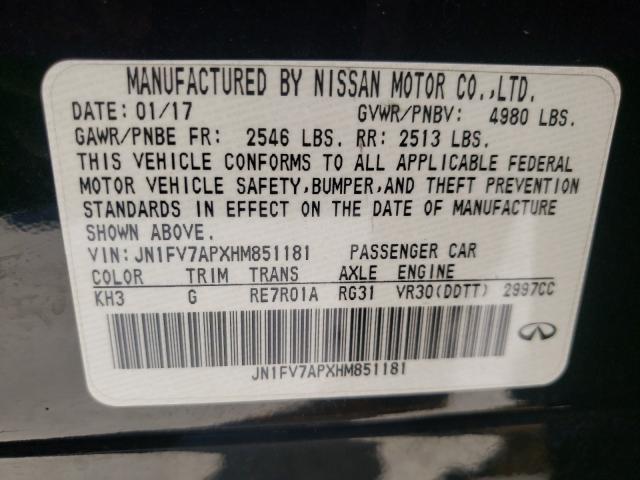 MANUFACTURED BY NISSAN MOTOR CO.,LTD.
DATE: 01/17 GVWR/PNBV: 4980 LBS.
GAWR/PNBE FR: 2546 LBS. RR: 2513 LBS.
THIS VEHICLE CONFORMS TO ALL APPLICABLE FEDERAL
MOTOR VEHICLE SAFETY,BUMPER,AND THEFT PREVENTION
STANDARDS IN EFFECT ON THE DATE OF MANUFACTURE
SHOWN ABOVE.
VIN:JN1FV7APXHM851181 PASSENGER CAR
COLOR TRIM TRANS AXLE ENGINE
KH3 G RE7R01A RG31 VR30(DDTT) 2997CC
JN1FV7APXHM851181